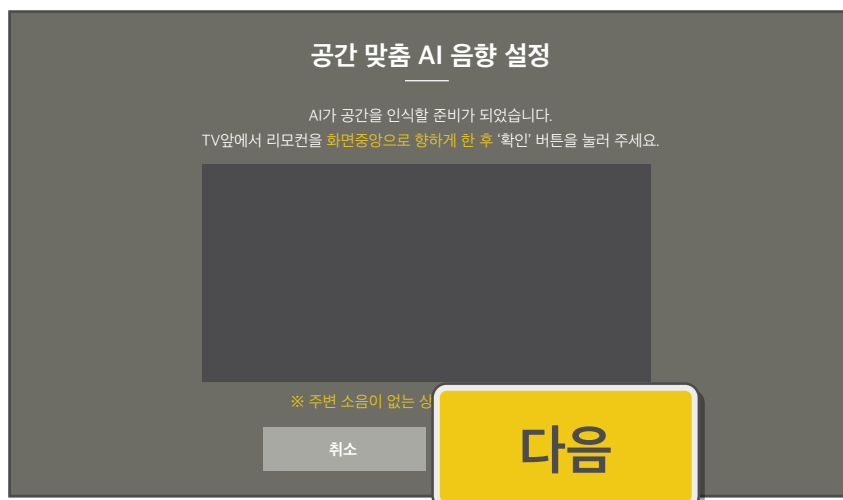 공간 맞춤 AI 음향 설정
AI가 공간을 인식할 준비가 되었습니다.
TV앞에서 리모컨을 화면중앙으로 향하게 한 후 '확인' 버튼을 눌러 주세요.
※ 주변 소음이 없는
취소
다음